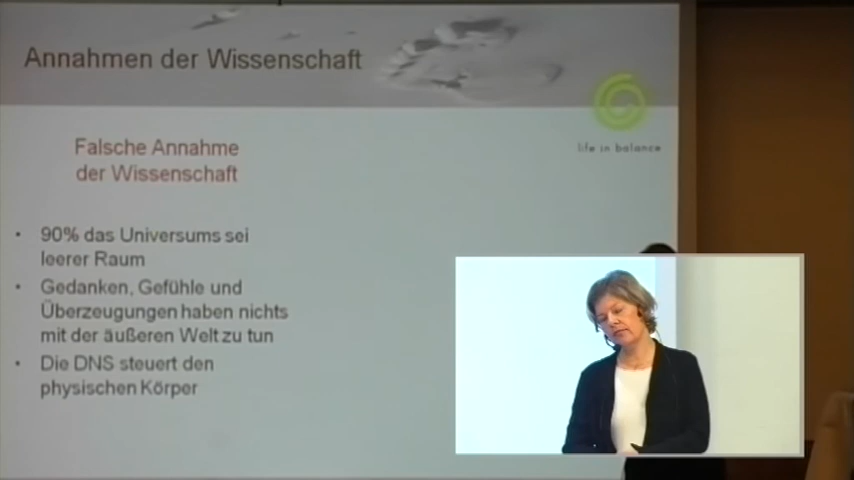 Annahmen der Wissenschaft
life in balance
Falsche Annahme
der Wissenschaft
• 90% das Universums sei
leerer Raum
• Gedanken, Gefühle und
Überzeugungen haben nichts
mit der äußeren Welt zu tun
• Die DNS steuert den
physischen Körper